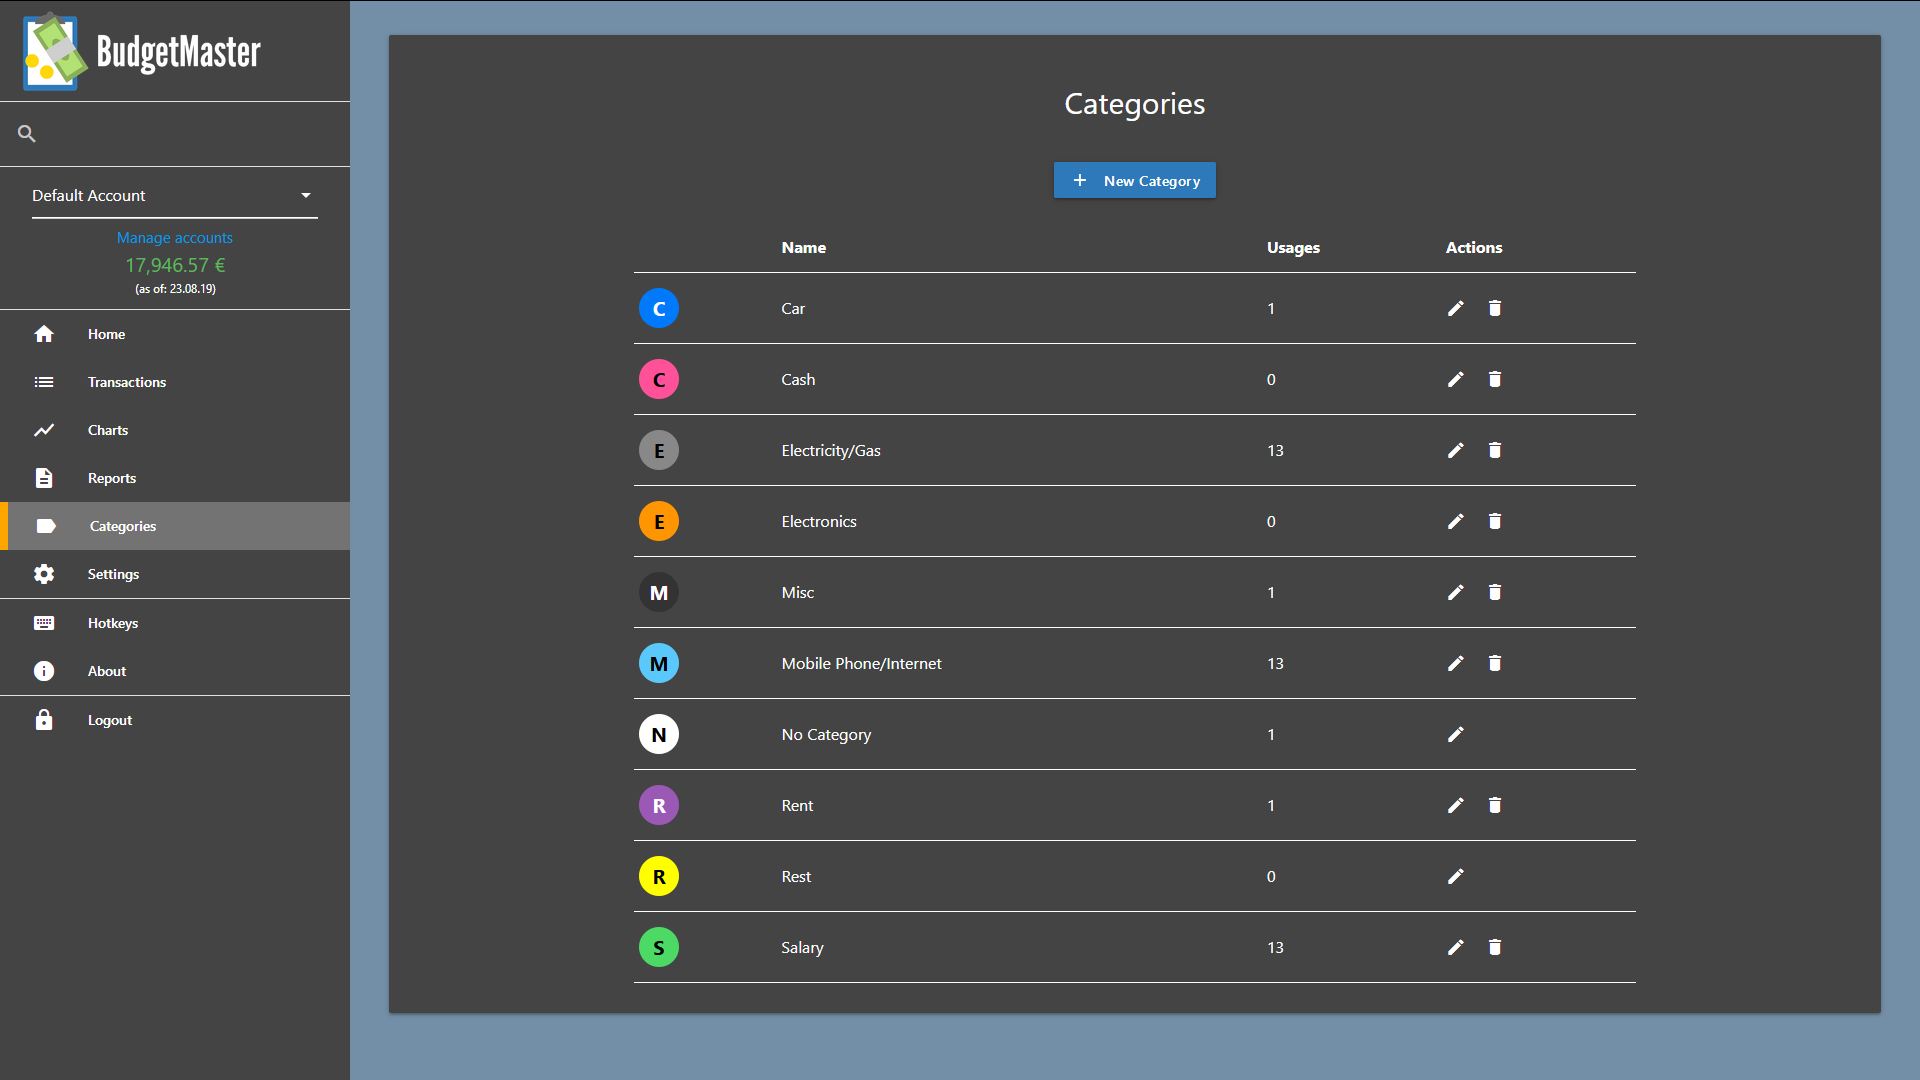 BudgetMaster
Default Account
Manage accounts
17,946.57 €
(as of: 23.08.19)
Home
Transactions
Charts
Reports
Categories
Settings
Hotkeys
About
Logout
Categories
New Category
Name Usages Actions
C Car 1
C Cash 0
E Electricity/Gas 13
E Electronics 0
M Misc 1
M Mobile Phone/Internet 13
N No Category 1
R Rent 1
R Rest 0
S Salary 13